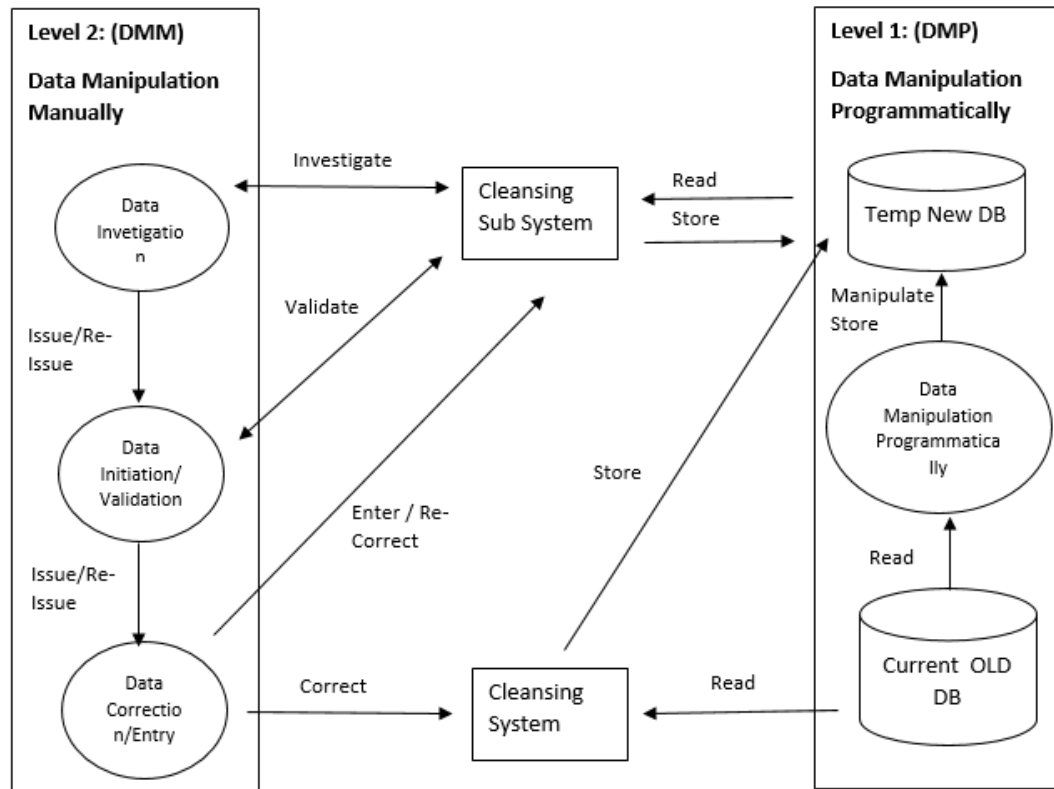 Level 2: (DMM)
Data Manipulation
Manually
Data
Invetigatio
n
Issue/Re-
Issue
Data
Initiation/
Validation
Issue/Re-
Issue
Data
Correctio
n/Entry
Investigate
Validate
Enter / Re-
Correct
Correct
Cleansing
Sub System
Cleansing
System
Read
Store
Store
Read
Level 1: (DMP)
Data Manipulation
Programmatically
Temp New DB
Manipulate
Store
Data
Manipulation
Programmatica
lly
Read
Current OLD
DB